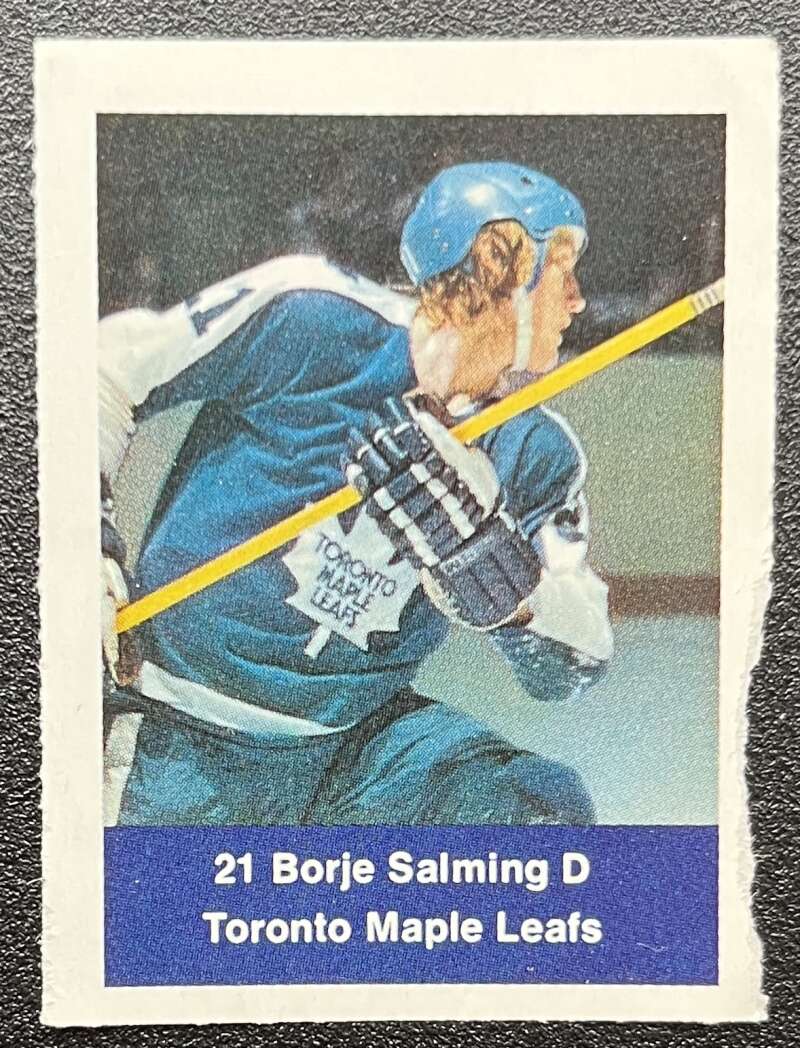 TORONTO
MAPLE
LEAFS
21 Borje Salming D
Toronto Maple Leafs